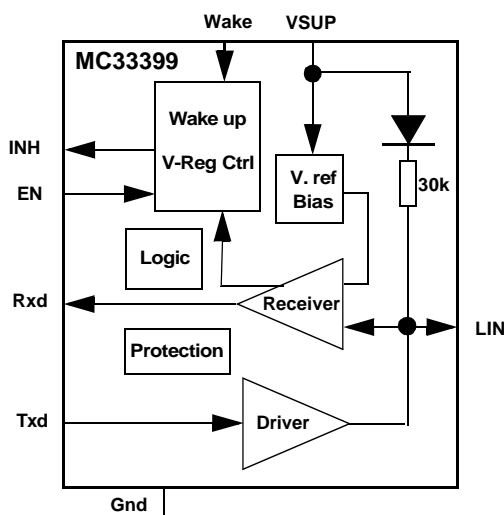 Wake VSUP
MC33399
Wake up
V-Reg Ctrl
INH
EN
V. ref
Bias
30k
Logic
Rxd
Receiver
LIN
Protection
Txd
Driver
Gnd